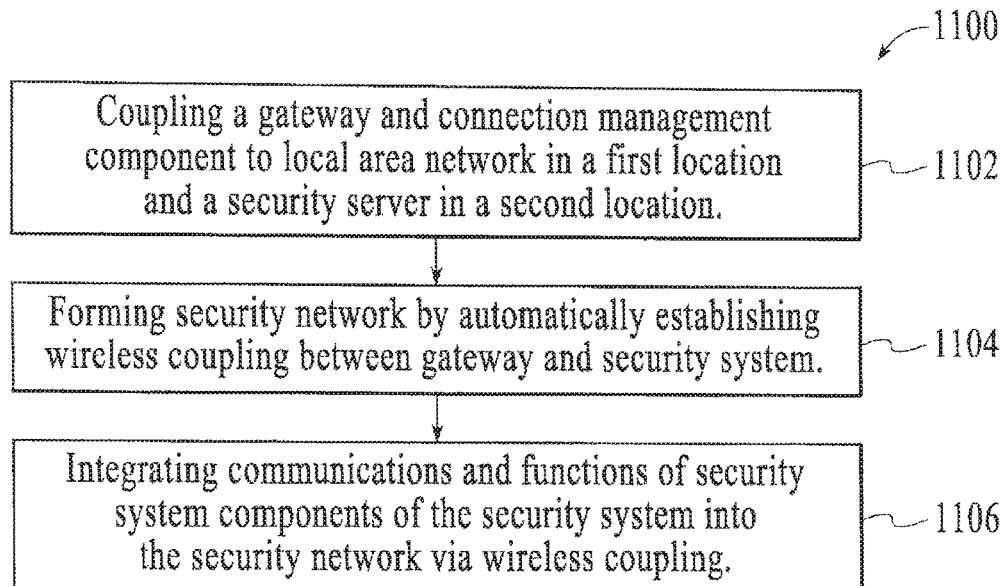 1100
Coupling a gateway and connection management
component to local area network in a first location
and a security server in a second location.
1102
Forming security network by automatically establishing
wireless coupling between gateway and security system.
1104
Integrating communications and functions of security
system components of the security system into
the security network via wireless coupling.
1106